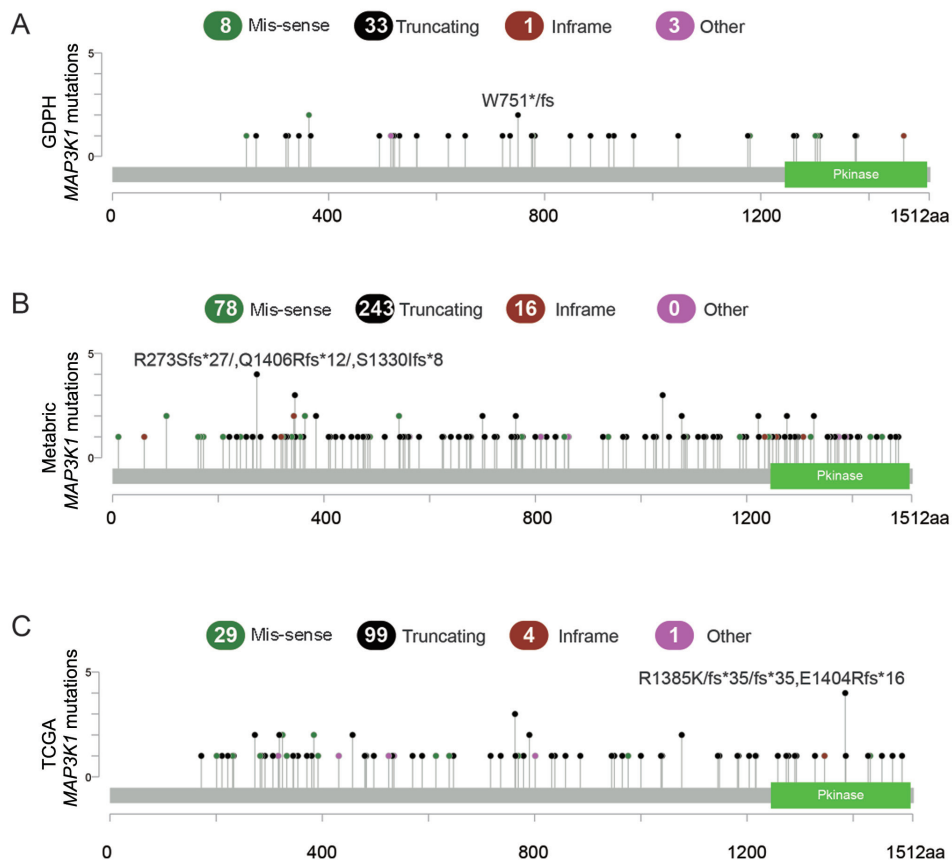 A
8 Mis-sense 33 Truncating 1 Inframe 3 Other
GDPH
MAP3K1 mutations
5
0
W751*/fs
Pkinase
0 400 800 1200 1512aa
B
78 Mis-sense 243 Truncating 16 Inframe 0 Other
Metabric
MAP3K1 mutations
5
0
R273Sfs*27/,Q1406Rfs*12/,S1330Ifs*8
Pkinase
0 400 800 1200 1512aa
C
29 Mis-sense 99 Truncating 4 Inframe 1 Other
TCGA
MAP3K1 mutations
5
0
R1385K/fs*35/fs*35,E1404Rfs*16
Pkinase
0 400 800 1200 1512aa